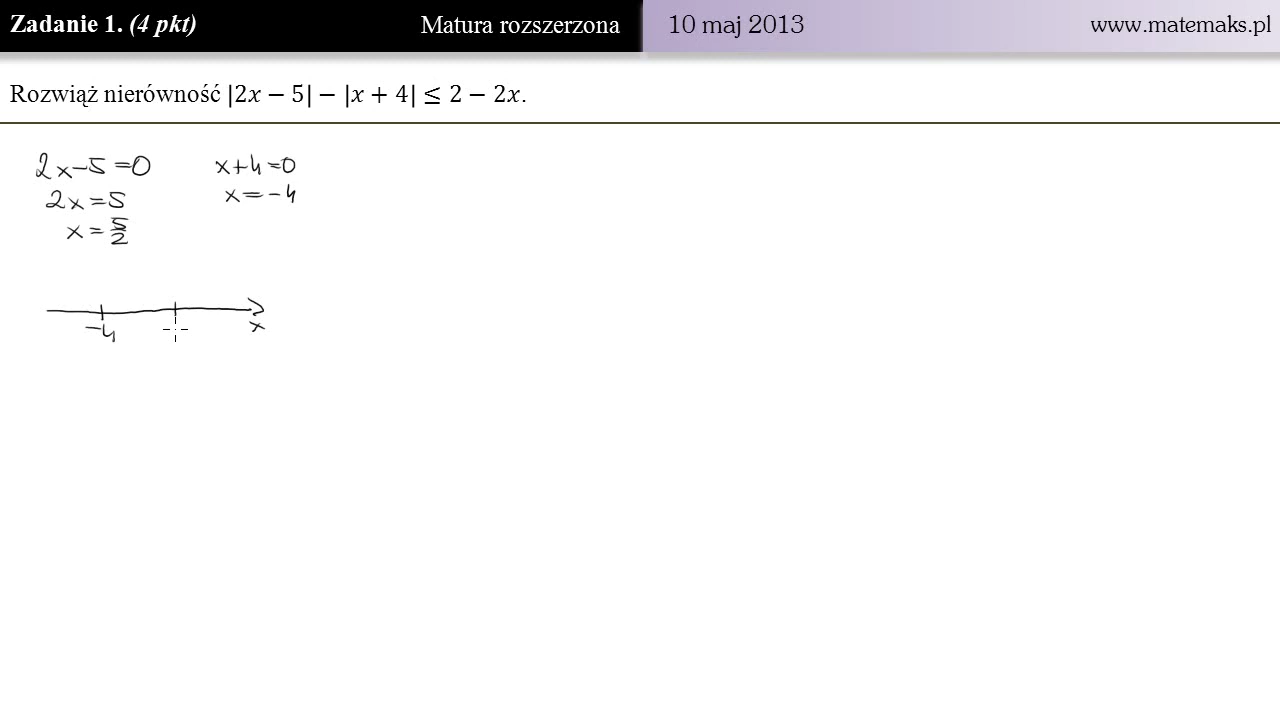 Zadanie 1. (4 pkt) Matura rozszerzona 10 maj 2013 www.matemaks.pl
Rozwiąż nierówność |2x − 5| − |x + 4| ≤ 2 − 2x.
2x-5=0 x+4=0
2x=5 x=-4
x=5/2
-4 x